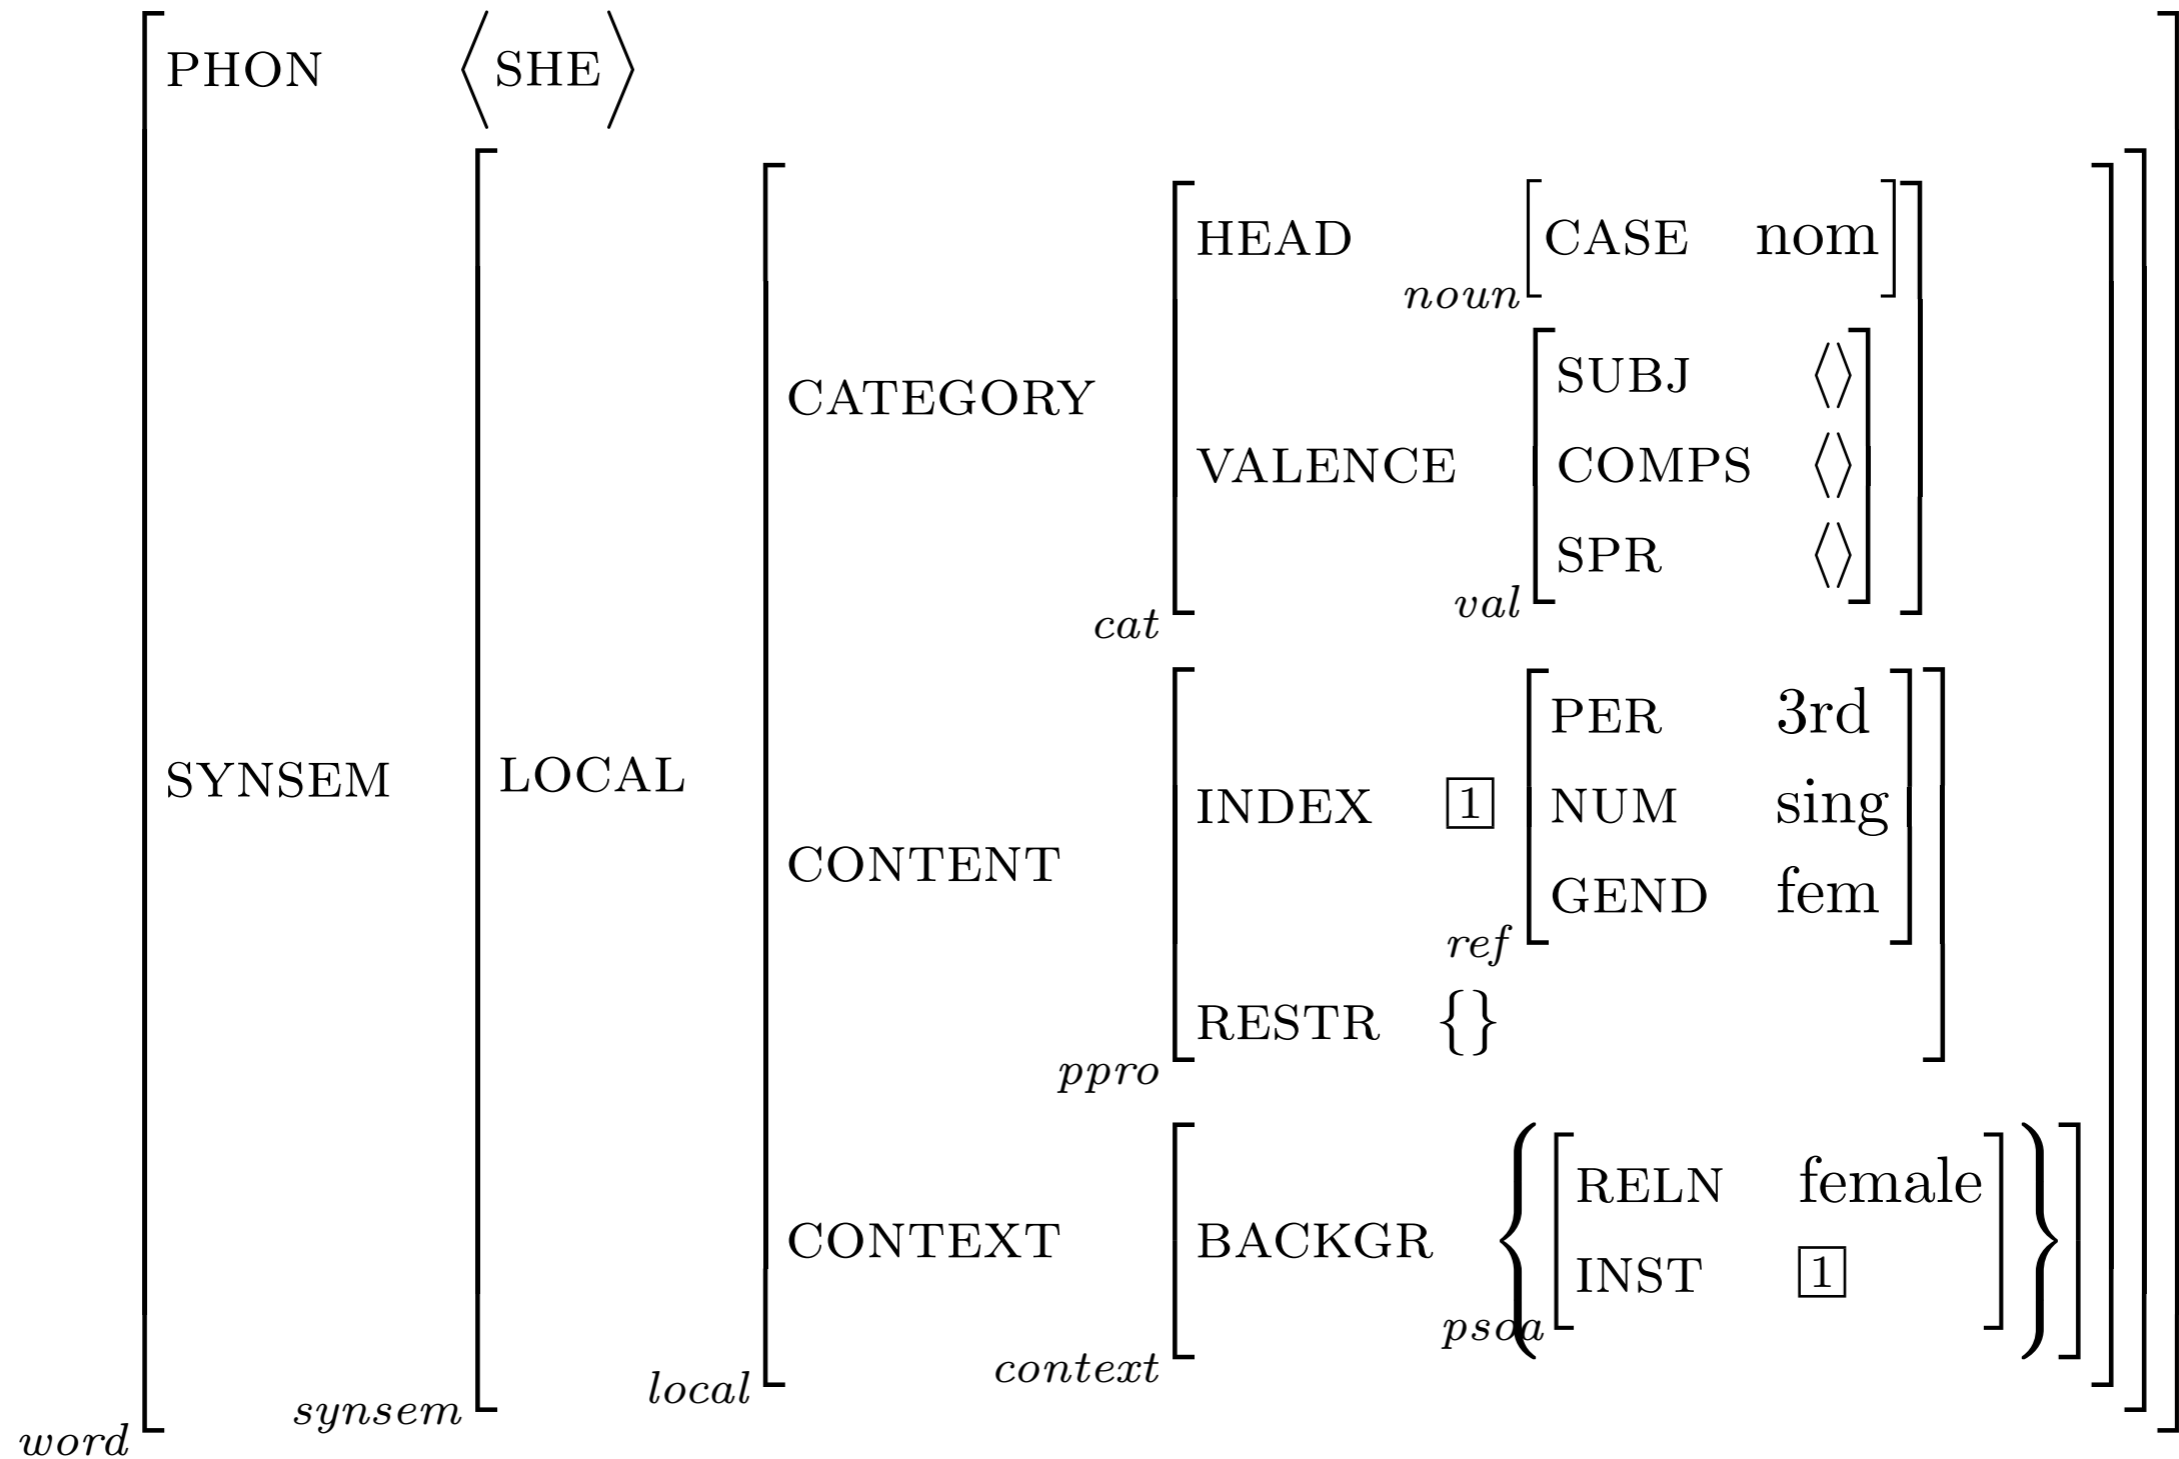 PHON ⟨SHE⟩
HEAD CASE nom
noun
SUBJ ⟨⟩
CATEGORY
VALENCE COMPS ⟨⟩
SPR ⟨⟩
val
cat
PER 3rd
SYNSEM LOCAL
INDEX 1 NUM sing
CONTENT
GEND fem
ref
RESTR {}
ppro
RELN female
CONTEXT BACKGR
INST 1
psoa
context
local
synsem
word